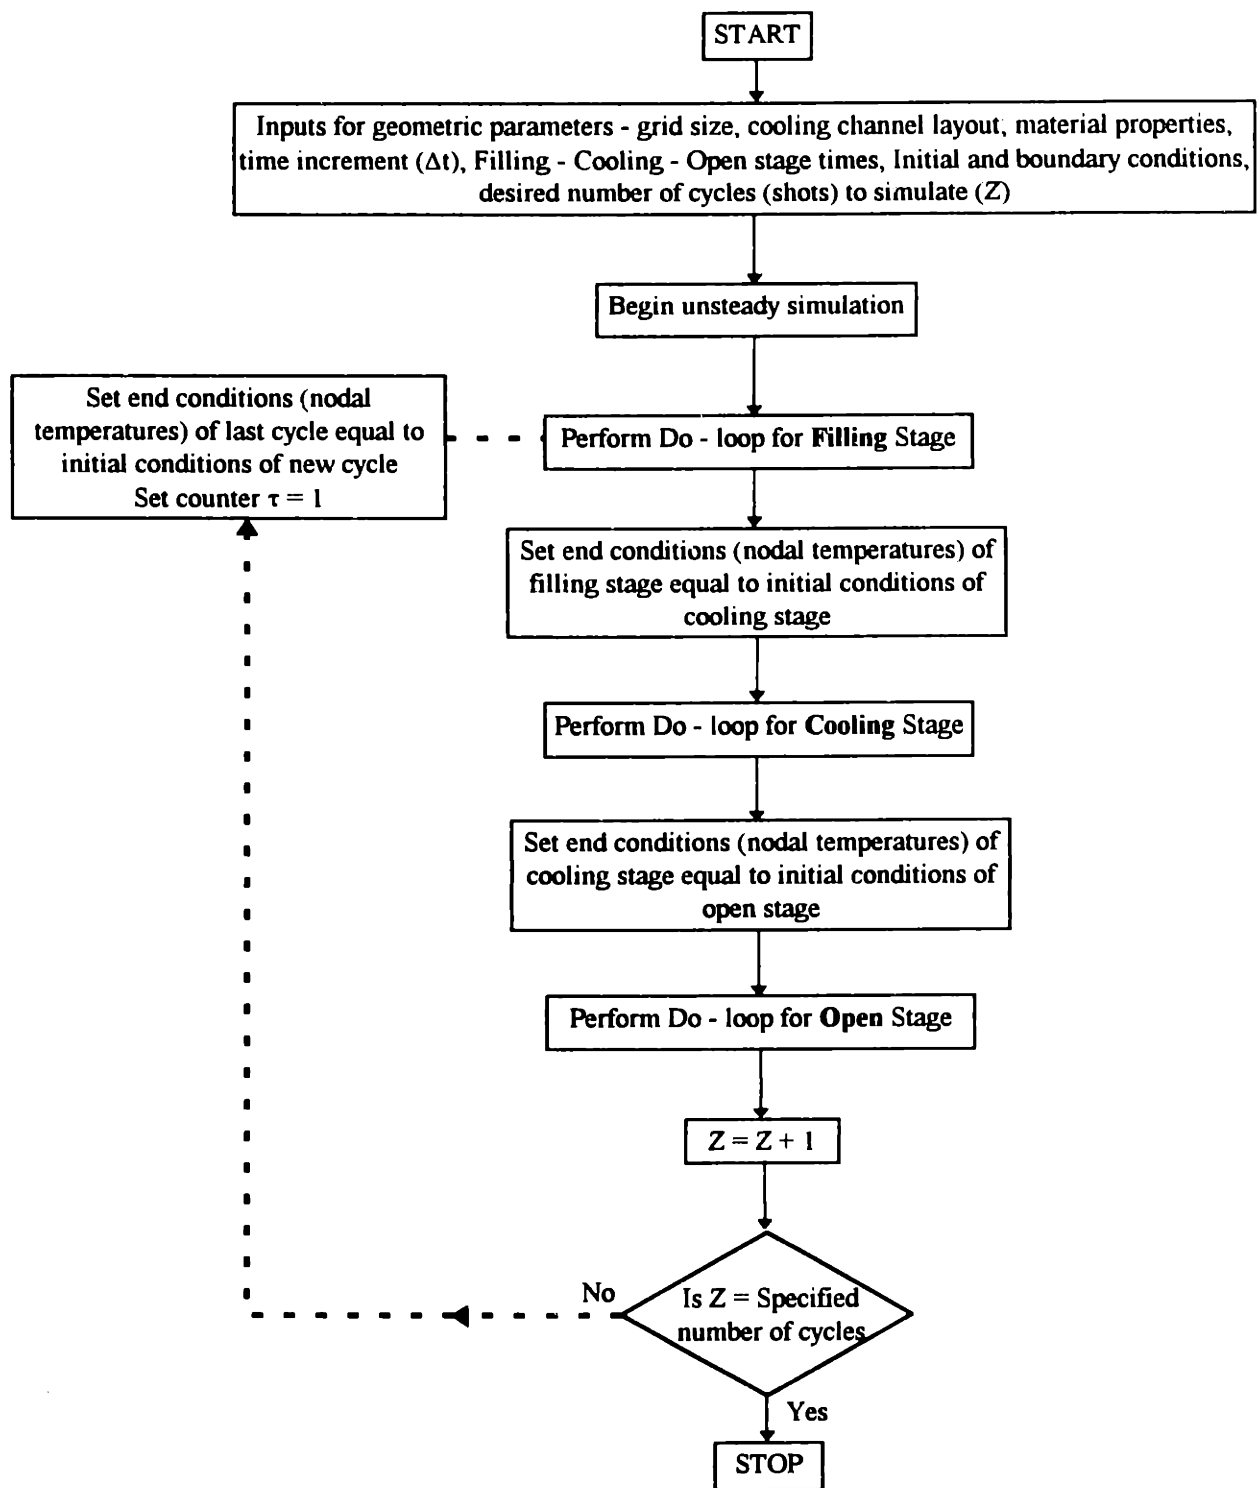 START
Inputs for geometric parameters - grid size, cooling channel layout, material properties,
time increment (Δt), Filling - Cooling - Open stage times, Initial and boundary conditions,
desired number of cycles (shots) to simulate (Z)
Begin unsteady simulation
Set end conditions (nodal
temperatures) of last cycle equal to
initial conditions of new cycle
Set counter τ = 1
Perform Do - loop for Filling Stage
Set end conditions (nodal temperatures) of
filling stage equal to initial conditions of
cooling stage
Perform Do - loop for Cooling Stage
Set end conditions (nodal temperatures) of
cooling stage equal to initial conditions of
open stage
Perform Do - loop for Open Stage
Z = Z + 1
No
Is Z = Specified
number of cycles
Yes
STOP